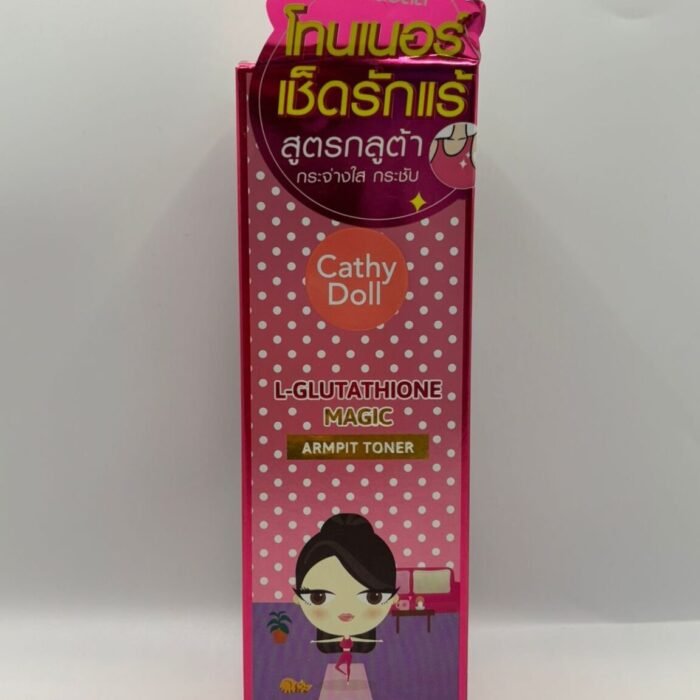 โทนเนอร์
เช็ดรักแร้
สูตรกลูต้า
กระจ่างใส กระชับ
Cathy
Doll
L-GLUTATHIONE
MAGIC
ARMPIT TONER